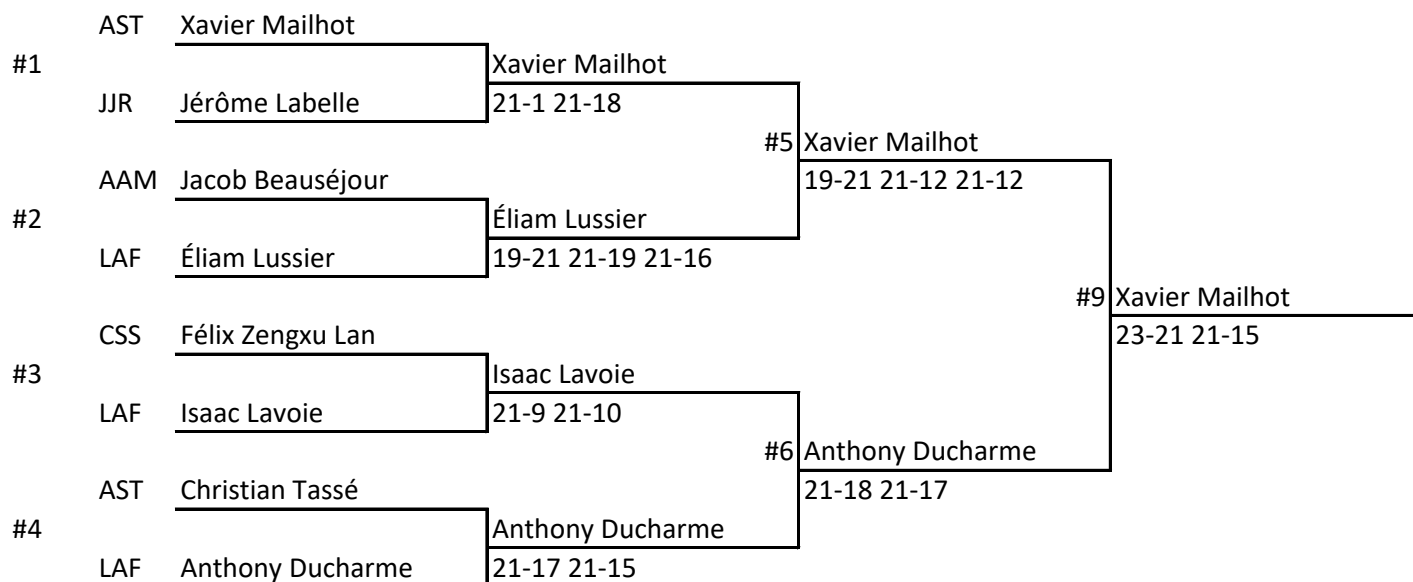 AST Xavier Mailhot
#1 Xavier Mailhot
JJR Jérôme Labelle 21-1 21-18
#5 Xavier Mailhot
AAM Jacob Beauséjour 19-21 21-12 21-12
#2 Éliam Lussier
LAF Éliam Lussier 19-21 21-19 21-16
#9 Xavier Mailhot
CSS Félix Zengxu Lan 23-21 21-15
#3 Isaac Lavoie
LAF Isaac Lavoie 21-9 21-10
#6 Anthony Ducharme
AST Christian Tassé 21-18 21-17
#4 Anthony Ducharme
LAF Anthony Ducharme 21-17 21-15